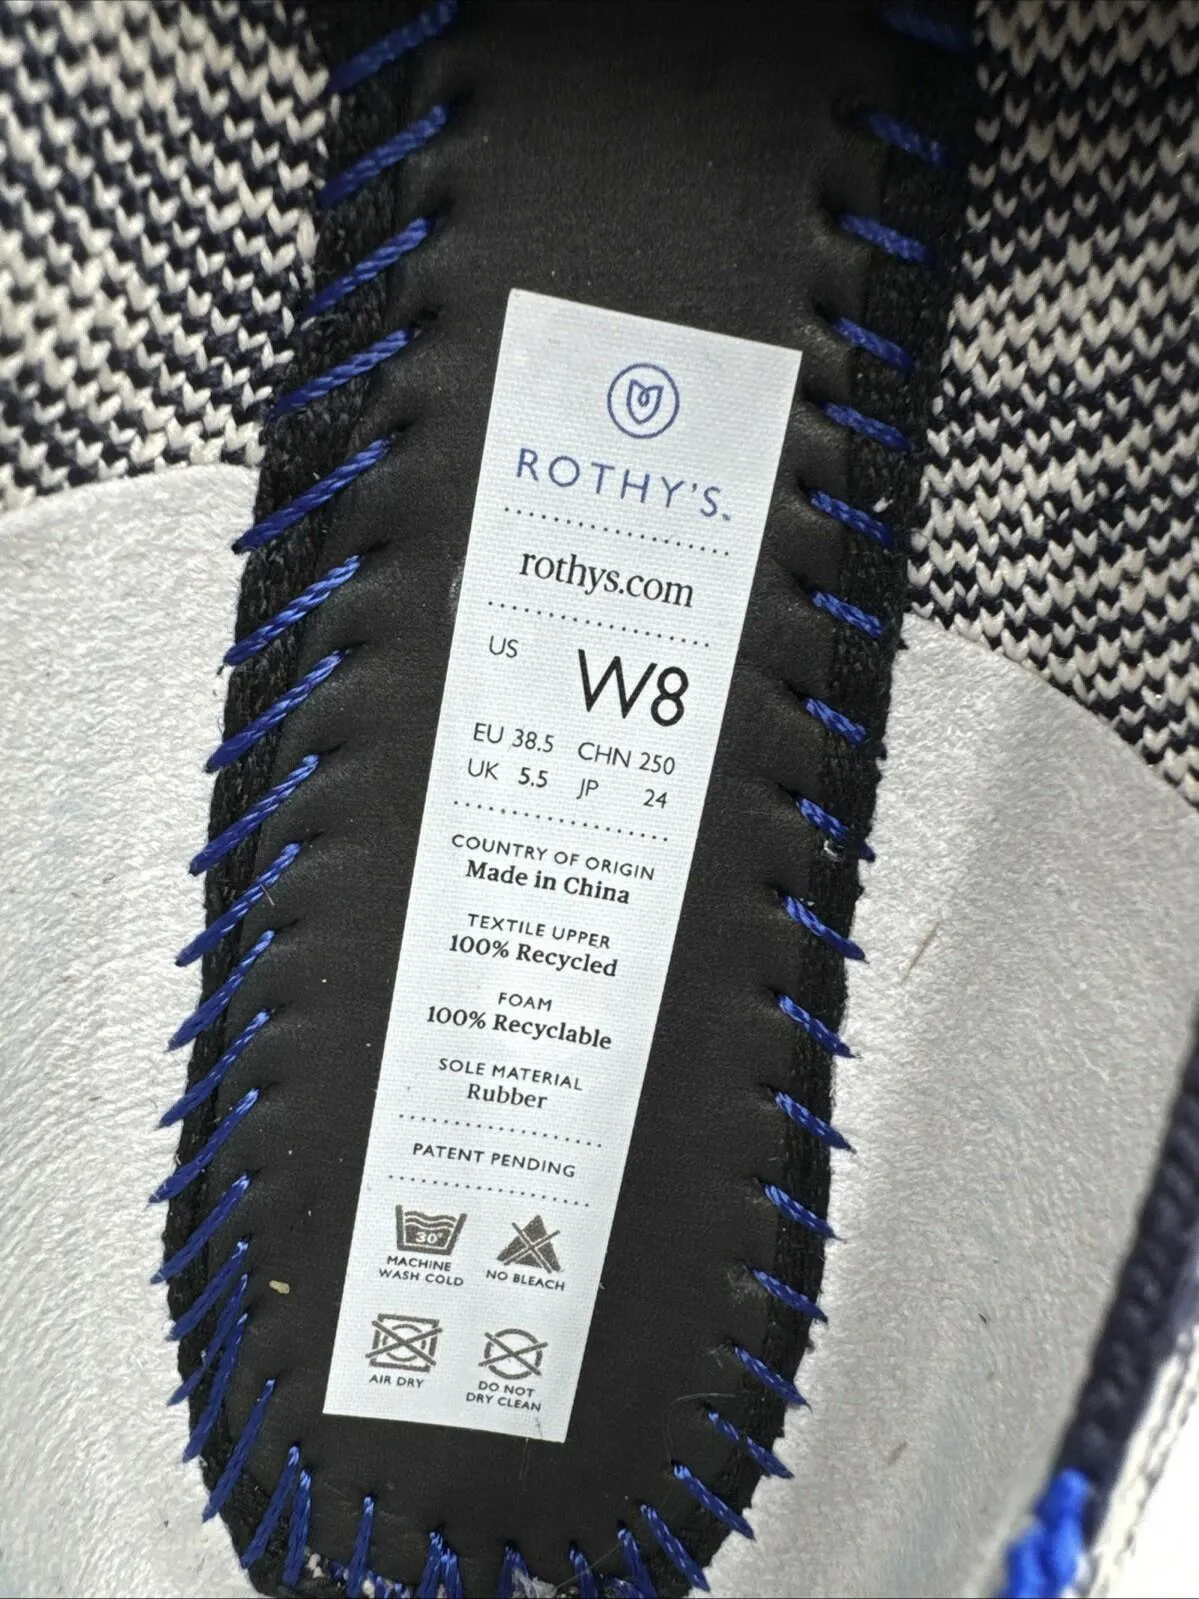 ROTHY'S™
rothys.com
US W8
EU 38.5 CHN 250
UK 5.5 JP 24
COUNTRY OF ORIGIN
Made in China
TEXTILE UPPER
100% Recycled
FOAM
100% Recyclable
SOLE MATERIAL
Rubber
PATENT PENDING
30°
MACHINE
WASH COLD
NO BLEACH
AIR DRY
DO NOT
DRY CLEAN